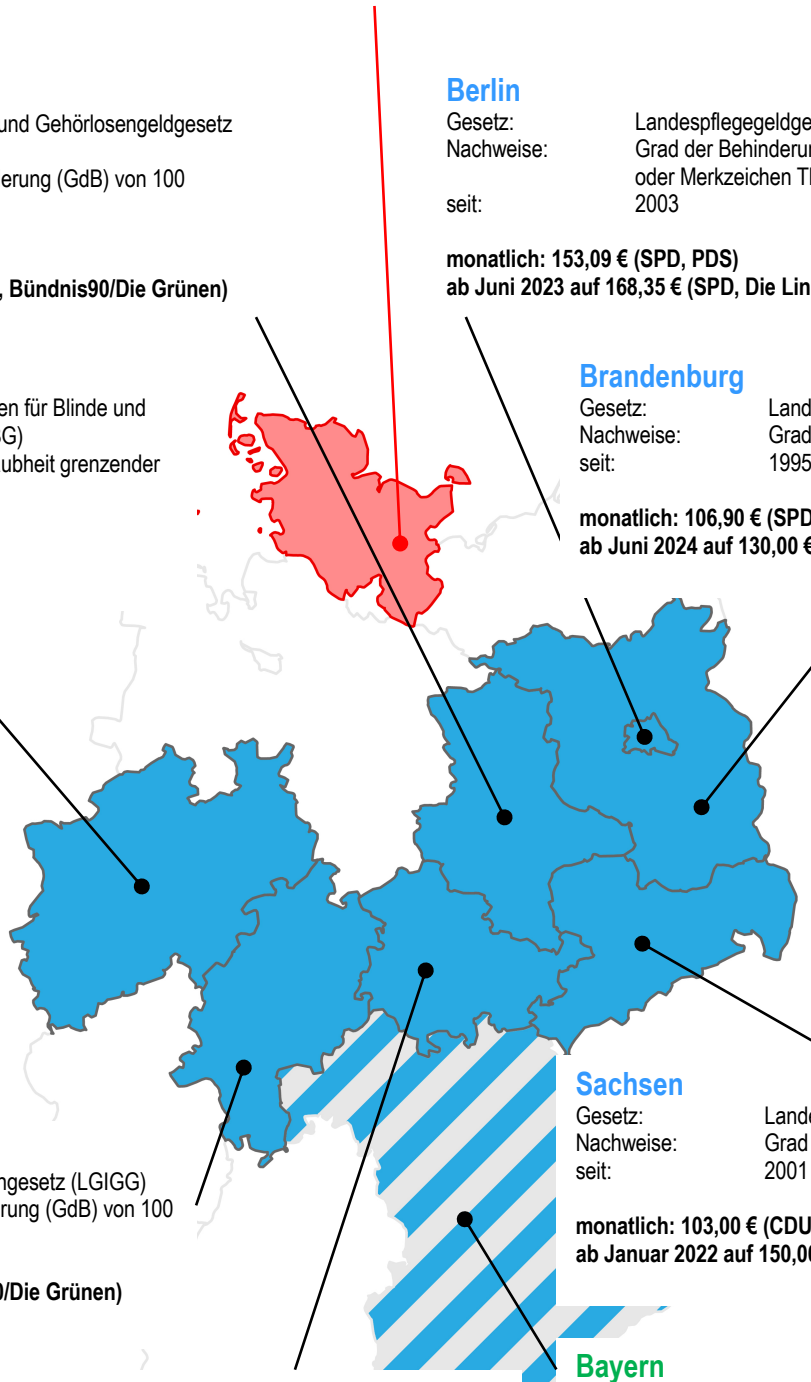 und Gehörlosengeldgesetz
erung (GdB) von 100
, Bündnis90/Die Grünen)
Berlin
Gesetz: Landespflegegeldge
Nachweise: Grad der Behinderu
oder Merkzeichen
seit: 2003
monatlich: 153,09 € (SPD, PDS)
ab Juni 2023 auf 168,35 € (SPD, Die Lin
en für Blinde und
G)
ubheit grenzender
Brandenburg
Gesetz: Land
Nachweise: Grad
seit: 1995
monatlich: 106,90 € (SPD
ab Juni 2024 auf 130,00 €
ngesetz (LGIGG)
rung (GdB) von 100
0/Die Grünen)
Sachsen
Gesetz: Lande
Nachweise: Grad
seit: 2001
monatlich: 103,00 € (CDU
ab Januar 2022 auf 150,00
Bayern